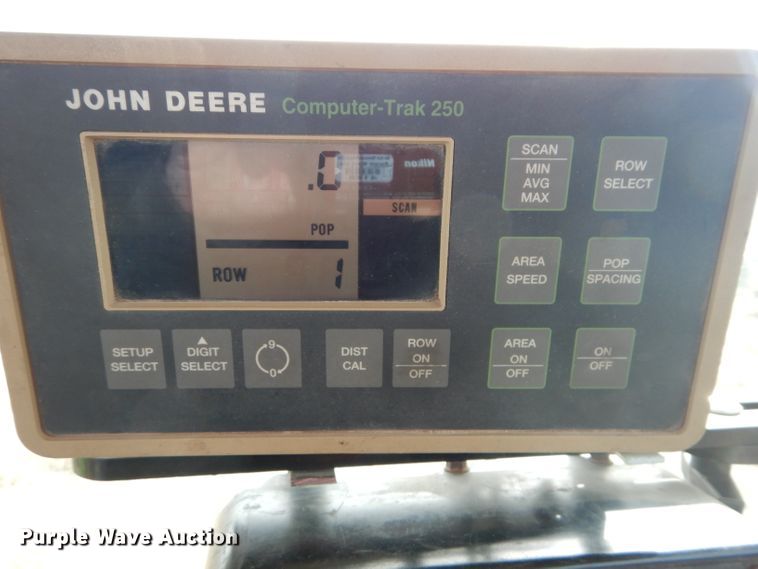 JOHN DEERE Computer-Trak 250
.0
Nikon
SCAN
POP
ROW 1
SCAN
MIN
AVG
MAX
ROW
SELECT
AREA
SPEED
POP
SPACING
SETUP
SELECT
DIGIT
SELECT
9
0
DIST
CAL
ROW
ON
OFF
AREA
ON
OFF
ON
OFF
Purple Wave Auction